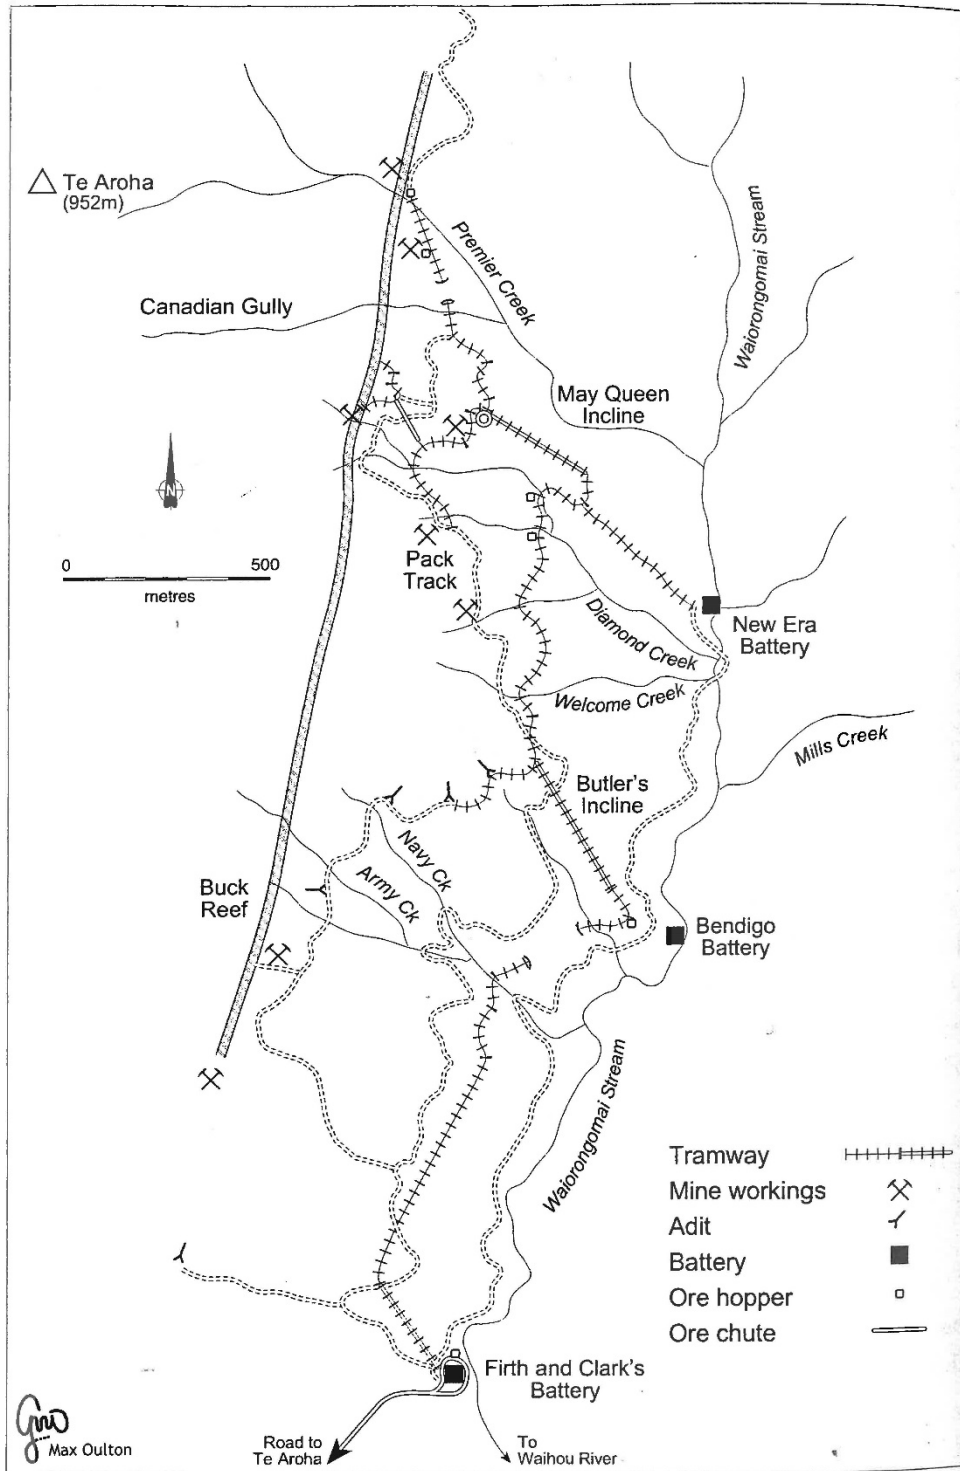 Te Aroha
(952m)
Premier Creek
Waiorongomai Stream
Canadian Gully
May Queen
Incline
N
0 500
metres
Pack
Track
New Era
Battery
Diamond Creek
Welcome Creek
Mills Creek
Butler's
Incline
Navy Ck
Army Ck
Buck
Reef
Bendigo
Battery
Waiorongomai Stream
Tramway
Mine workings
Adit
Battery
Ore hopper
Ore chute
Firth and Clark's
Battery
Max Oulton
Road to
Te Aroha
To
Waihou River